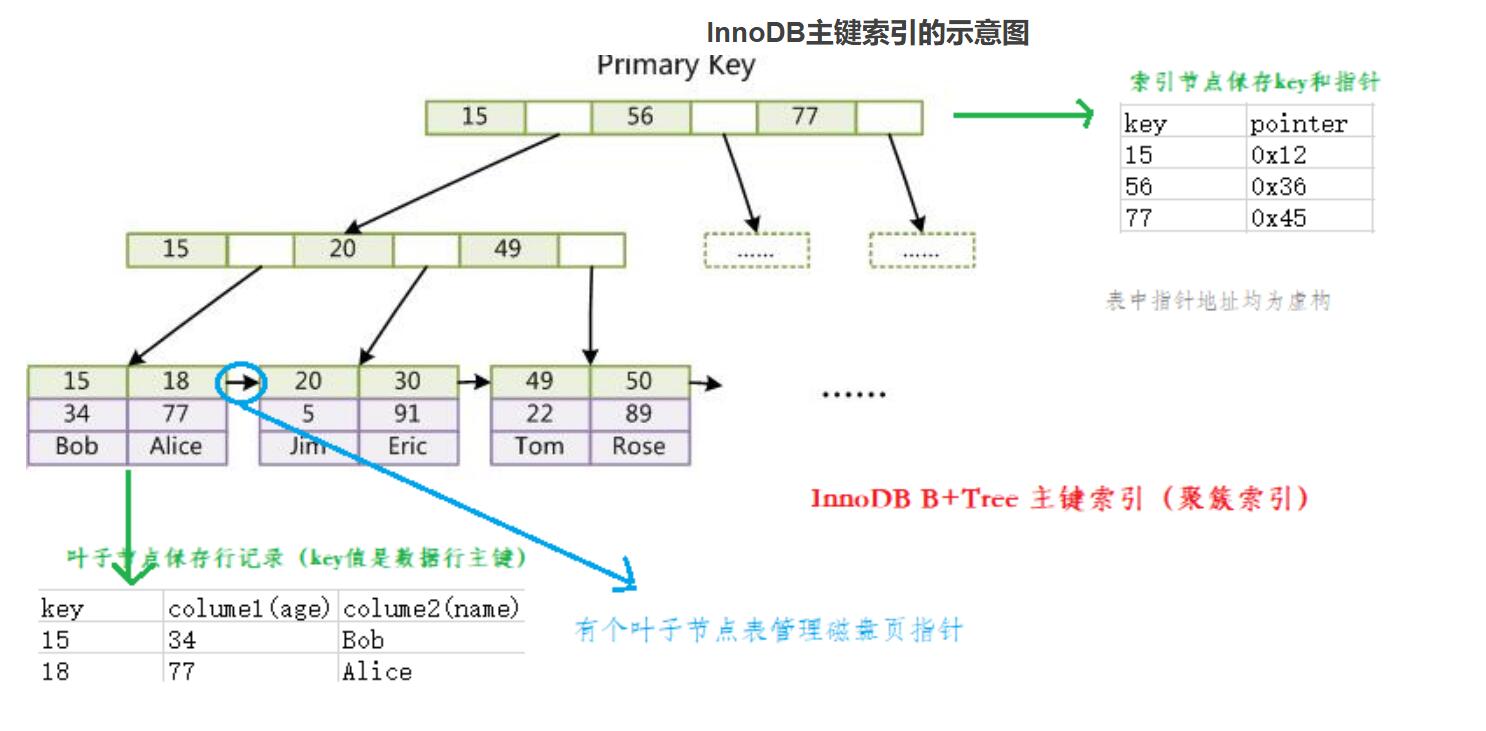 InnoDB主键索引的示意图
Primary Key
15 56 77
索引节点保存key和指针
key pointer
15 0x12
56 0x36
77 0x45
15 20 49
...... ......
表中指针地址均为虚构
15 18 20 30 49 50
34 77 5 91 22 89
Bob Alice Jim Eric Tom Rose
......
InnoDB B+Tree 主键索引（聚簇索引）
叶子节点保存行记录（key值是数据行主键）
key colume1(age) colume2(name)
15 34 Bob
18 77 Alice
有个叶子节点表管理磁盘页指针